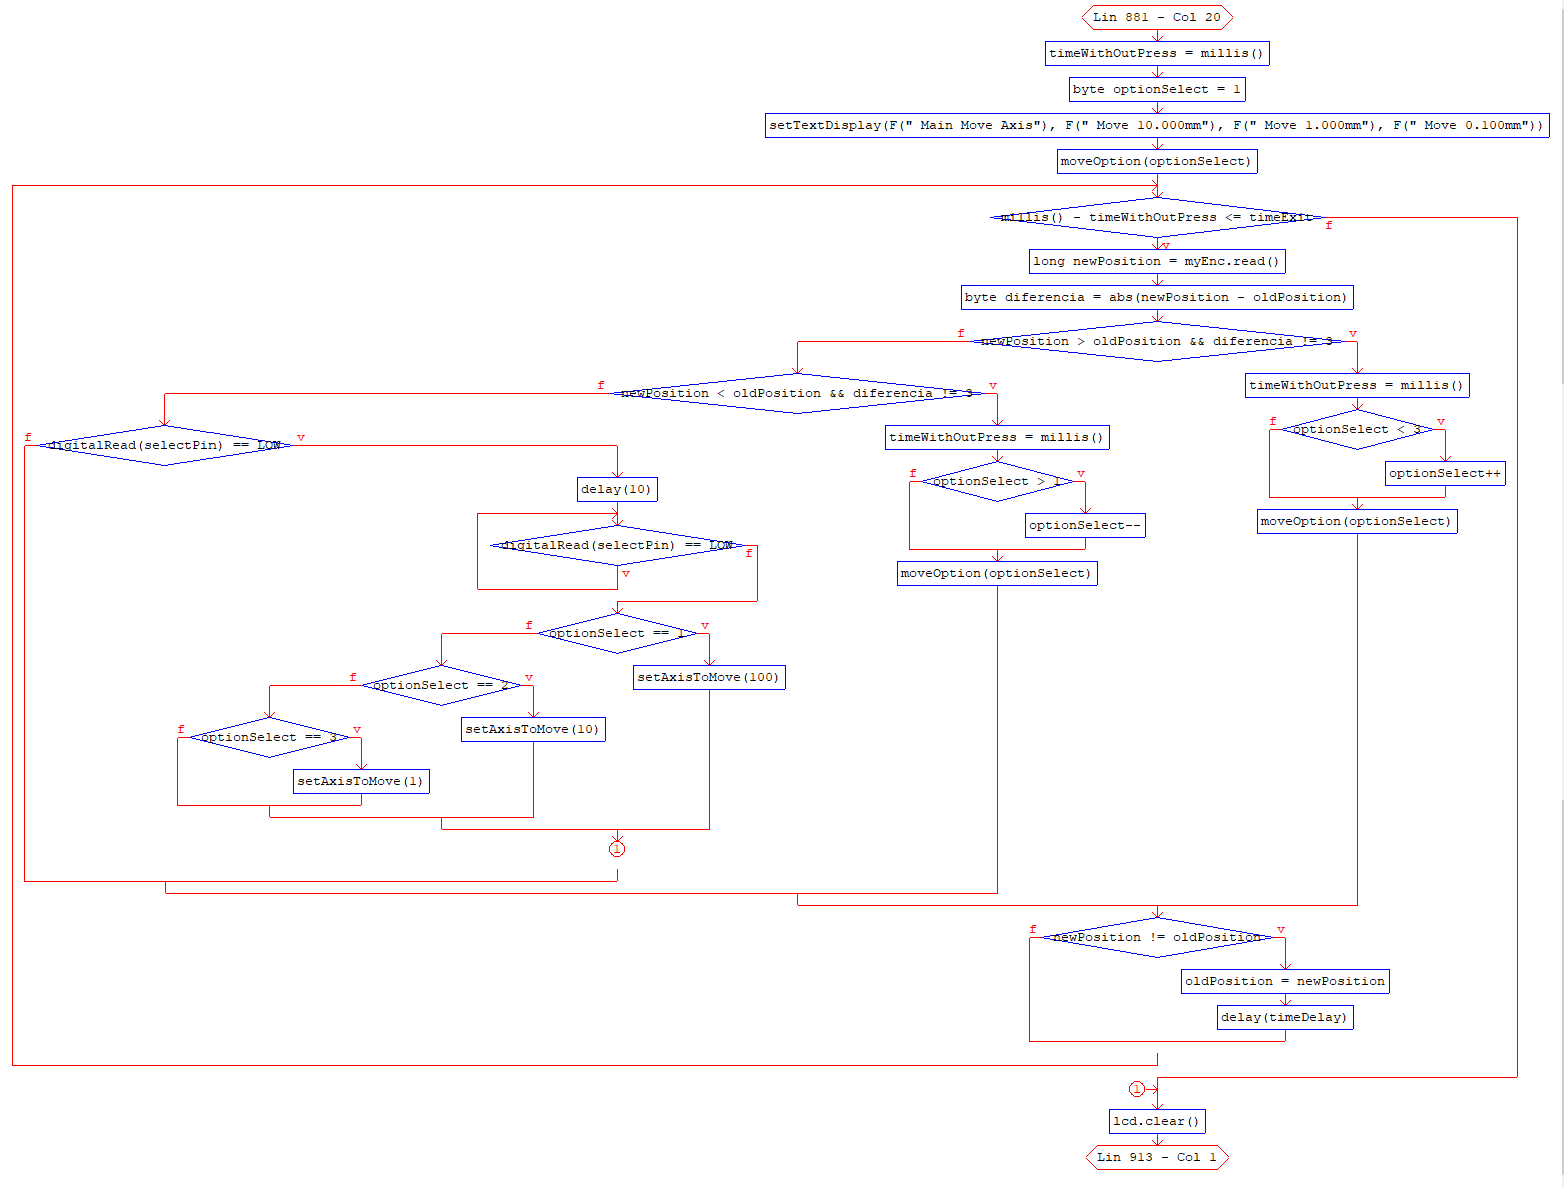 Lin 881 - Col 20
timeWithOutPress = millis()
byte optionSelect = 1
setTextDisplay(F(" Main Move Axis"), F(" Move 10.000mm"), F(" Move 1.000mm"), F(" Move 0.100mm"))
moveOption(optionSelect)
millis() - timeWithOutPress <= timeExit
f
v
long newPosition = myEnc.read()
byte diferencia = abs(newPosition - oldPosition)
f
newPosition > oldPosition && diferencia != 3
v
f
newPosition < oldPosition && diferencia != 3
v
timeWithOutPress = millis()
f
digitalRead(selectPin) == LOW
v
timeWithOutPress = millis()
f
optionSelect < 3
v
f
optionSelect > 1
v
optionSelect++
delay(10)
optionSelect--
moveOption(optionSelect)
digitalRead(selectPin) == LOW
f
v
moveOption(optionSelect)
f
optionSelect == 1
v
f
optionSelect == 2
v
setAxisToMove(100)
f
optionSelect == 3
v
setAxisToMove(10)
setAxisToMove(1)
1
f
newPosition != oldPosition
v
oldPosition = newPosition
delay(timeDelay)
1
lcd.clear()
Lin 913 - Col 1